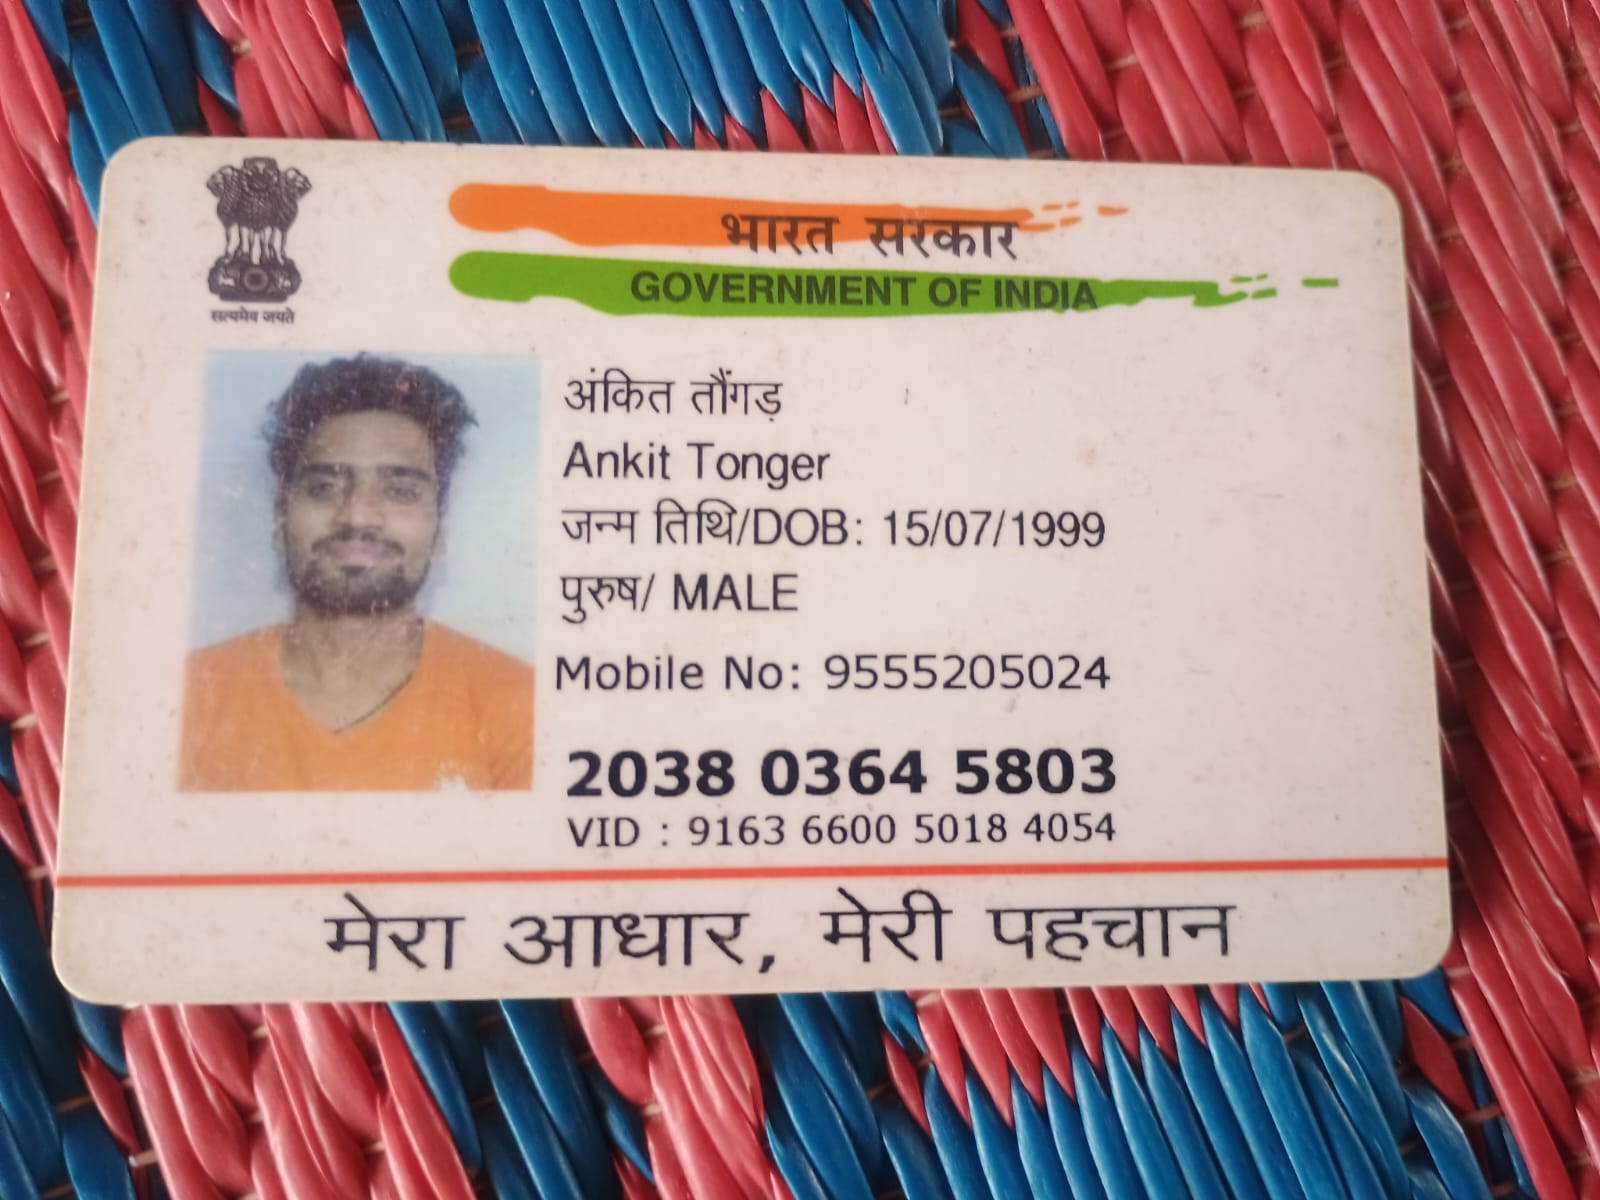 भारत सरकार
GOVERNMENT OF INDIA
सत्यमेव जयते
अंकित तौंगड़
Ankit Tonger
जन्म तिथि/DOB: 15/07/1999
पुरुष/ MALE
Mobile No: 9555205024
2038 0364 5803
VID : 9163 6600 5018 4054
मेरा आधार, मेरी पहचान